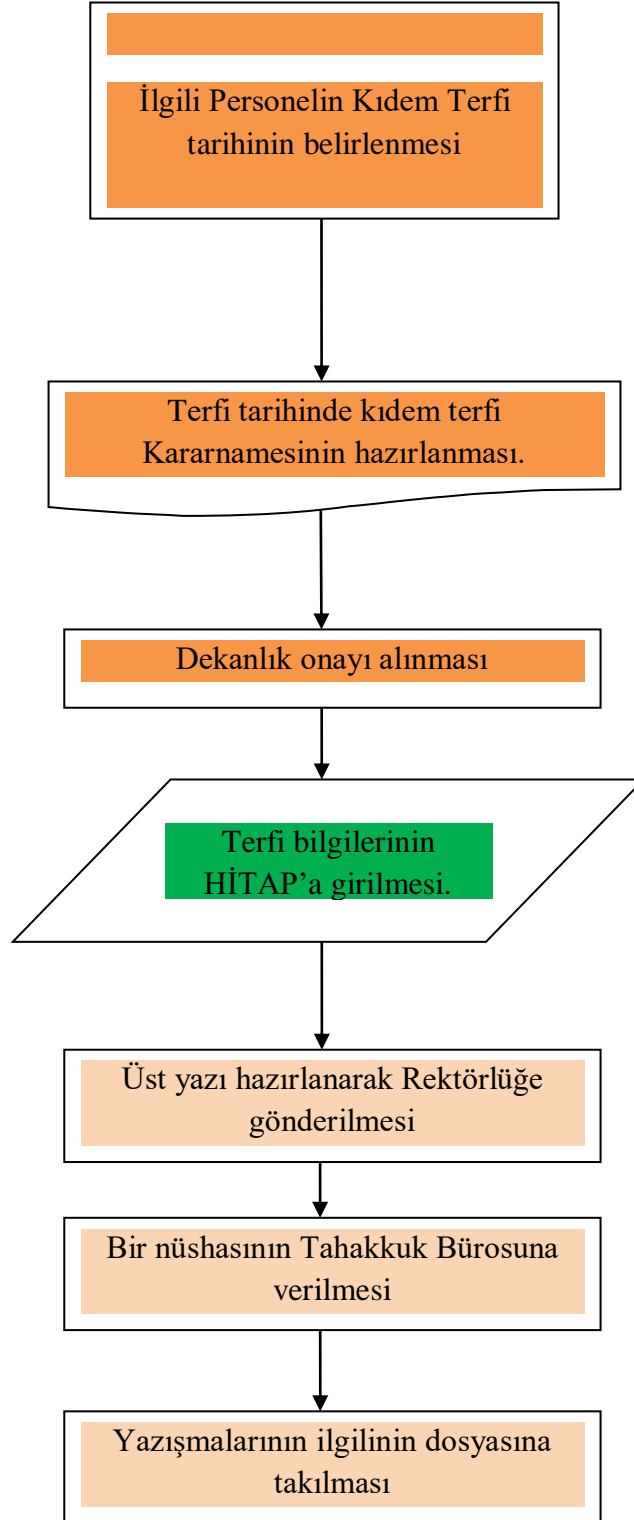 İlgili Personelin Kıdem Terfi
tarihinin belirlenmesi
Terfi tarihinde kıdem terfi
Kararnamesinin hazırlanması.
Dekanlık onayı alınması
Terfi bilgilerinin
HİTAP’a girilmesi.
Üst yazı hazırlanarak Rektörlüğe
gönderilmesi
Bir nüshasının Tahakkuk Bürosuna
verilmesi
Yazışmalarının ilgilinin dosyasına
takılması